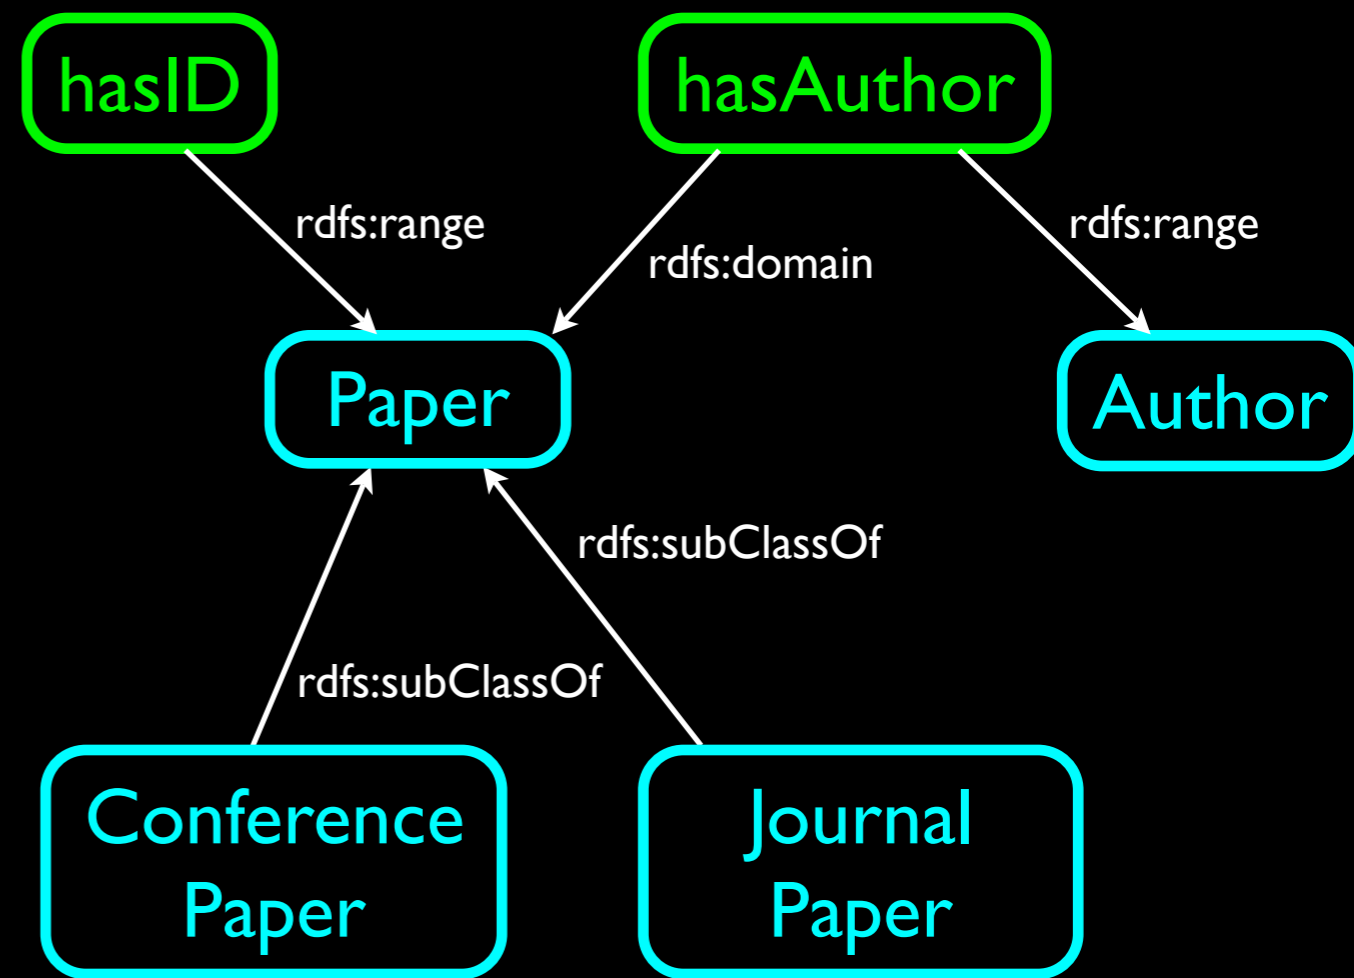 hasID
hasAuthor
rdfs:range
rdfs:domain
rdfs:range
Paper
Author
rdfs:subClassOf
rdfs:subClassOf
Conference
Paper
Journal
Paper